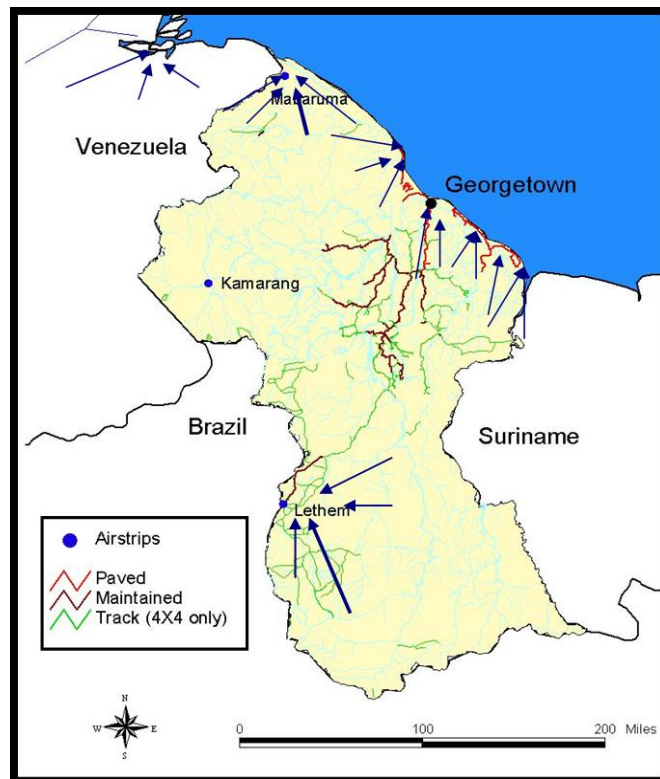 Mabaruma
Venezuela
Georgetown
Kamarang
Brazil
Suriname
Lethem
Airstrips
Paved
Maintained
Track (4X4 only)
N
W E
S
0 100 200 Miles